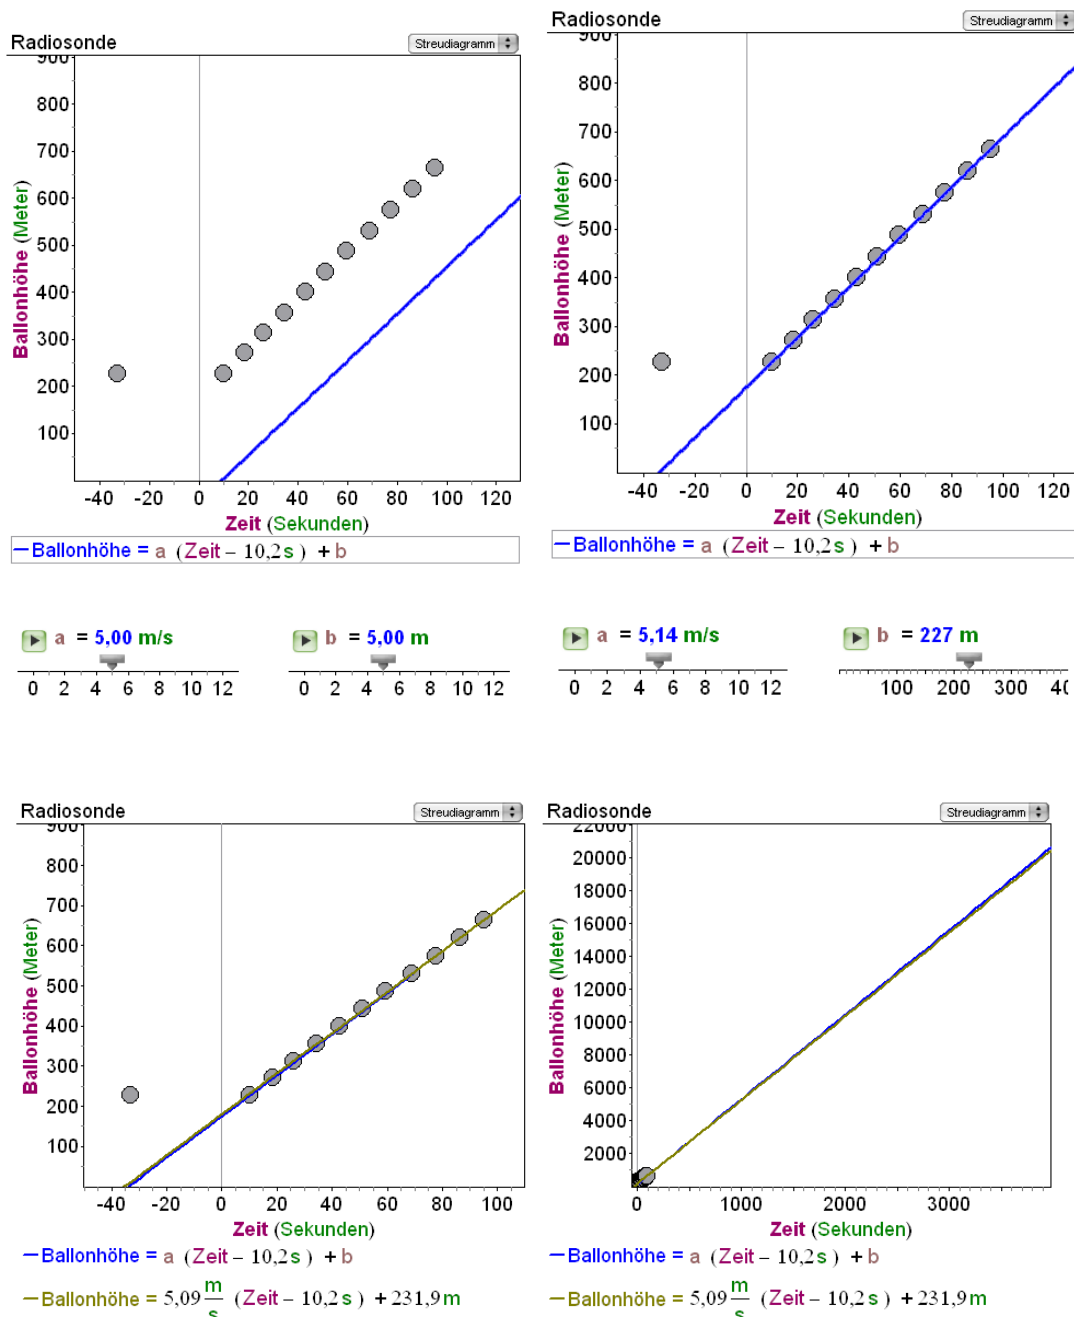 Radiosonde
Streudiagramm
900
800
700
600
500
400
300
200
100
Ballonhöhe (Meter)
-40 -20 0 20 40 60 80 100 120
Zeit (Sekunden)
Ballonhöhe = a (Zeit – 10,2 s) + b
a = 5,00 m/s
0 2 4 6 8 10 12
b = 5,00 m
0 2 4 6 8 10 12
Radiosonde
Streudiagramm
900
800
700
600
500
400
300
200
100
Ballonhöhe (Meter)
-40 -20 0 20 40 60 80 100 120
Zeit (Sekunden)
Ballonhöhe = a (Zeit – 10,2 s) + b
a = 5,14 m/s
0 2 4 6 8 10 12
b = 227 m
100 200 300 40
Radiosonde
Streudiagramm
900
800
700
600
500
400
300
200
100
Ballonhöhe (Meter)
-40 -20 0 20 40 60 80 100
Zeit (Sekunden)
Ballonhöhe = a (Zeit – 10,2 s) + b
Ballonhöhe = 5,09 m/s (Zeit – 10,2 s) + 231,9 m
Radiosonde
Streudiagramm
22000
20000
18000
16000
14000
12000
10000
8000
6000
4000
2000
Ballonhöhe (Meter)
0 1000 2000 3000
Zeit (Sekunden)
Ballonhöhe = a (Zeit – 10,2 s) + b
Ballonhöhe = 5,09 m/s (Zeit – 10,2 s) + 231,9 m